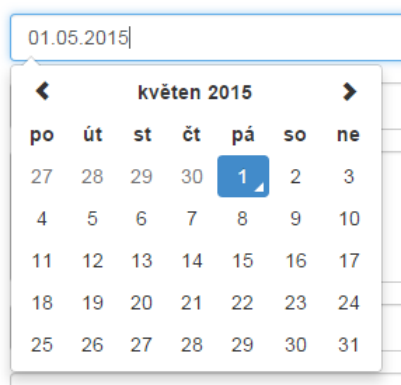 01.05.2015
květen 2015
po út st čt pá so ne
27 28 29 30 1 2 3
4 5 6 7 8 9 10
11 12 13 14 15 16 17
18 19 20 21 22 23 24
25 26 27 28 29 30 31